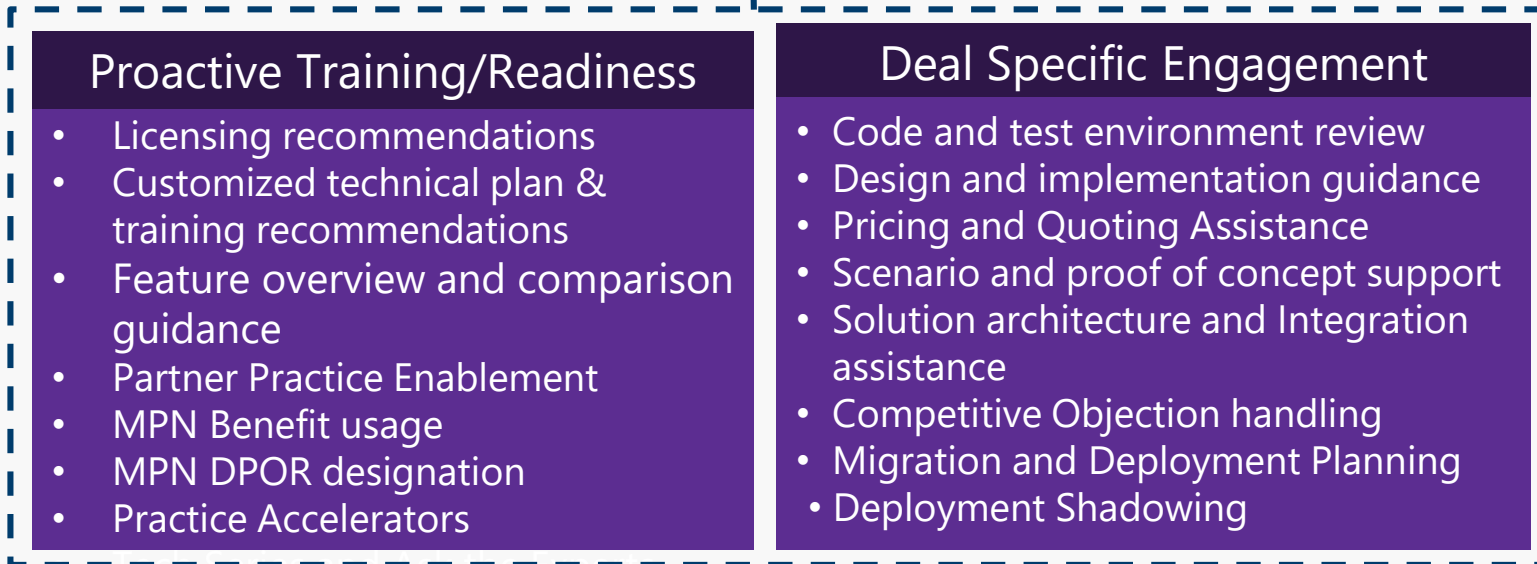 Proactive Training/Readiness
• Licensing recommendations
• Customized technical plan &
training recommendations
• Feature overview and comparison
guidance
• Partner Practice Enablement
• MPN Benefit usage
• MPN DPOR designation
• Practice Accelerators
Deal Specific Engagement
• Code and test environment review
• Design and implementation guidance
• Pricing and Quoting Assistance
• Scenario and proof of concept support
• Solution architecture and Integration
assistance
• Competitive Objection handling
• Migration and Deployment Planning
• Deployment Shadowing